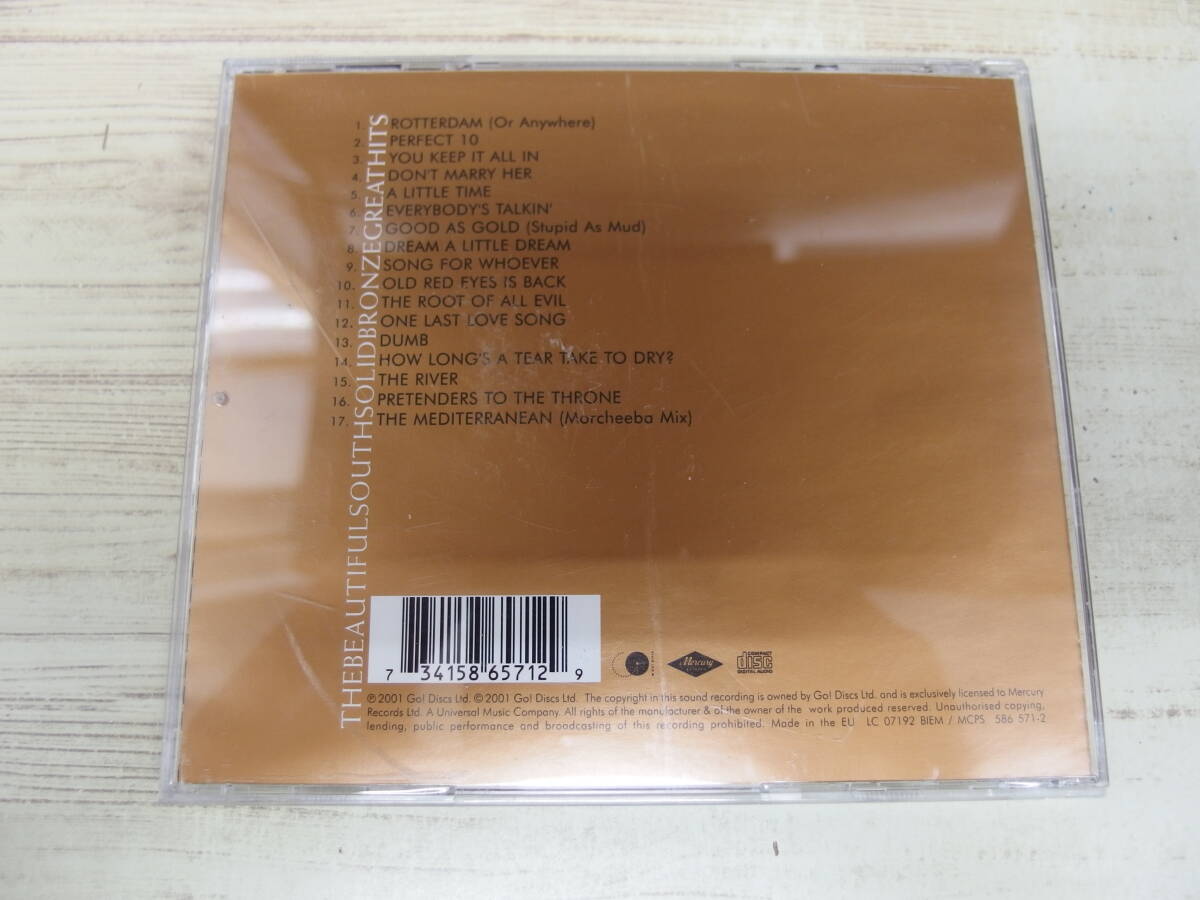 1. ROTTERDAM (Or Anywhere)
2. PERFECT 10
3. YOU KEEP IT ALL IN
4. DON'T MARRY HER
5. A LITTLE TIME
6. EVERYBODY'S TALKIN'
7. GOOD AS GOLD (Stupid As Mud)
8. DREAM A LITTLE DREAM
9. SONG FOR WHOEVER
10. OLD RED EYES IS BACK
11. THE ROOT OF ALL EVIL
12. ONE LAST LOVE SONG
13. DUMB
14. HOW LONG'S A TEAR TAKE TO DRY?
15. THE RIVER
16. PRETENDERS TO THE THRONE
17. THE MEDITERRANEAN (Morcheeba Mix)
THEBEAUTIFULSOUTHSOLIDBRONZEGREATHITS
7 34158 65712 9
Mercury
COMPACT
disc
DIGITAL AUDIO
℗ 2001 Go! Discs Ltd. © 2001 Go! Discs Ltd. The copyright in this sound recording is owned by Go! Discs Ltd. and is exclusively licensed to Mercury
Records Ltd. A Universal Music Company. All rights of the manufacturer & of the owner of the work produced reserved. Unauthorised copying,
lending, public performance and broadcasting of this recording prohibited. Made in the EU LC 07192 BIEM / MCPS 586 571-2